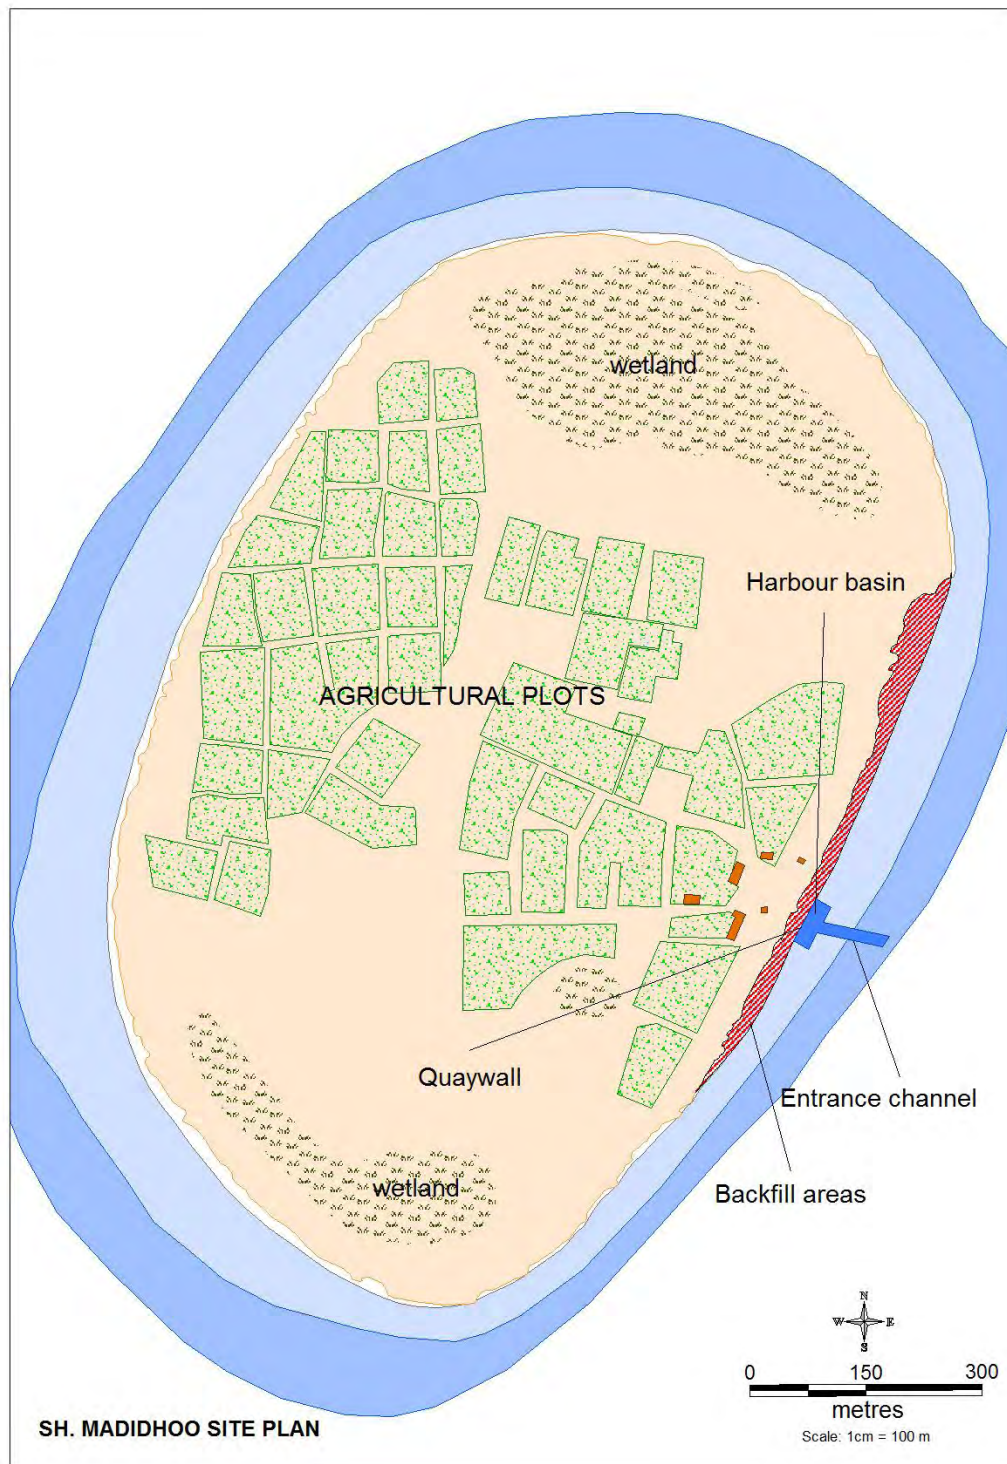 wetland
Harbour basin
AGRICULTURAL PLOTS
Quaywall
Entrance channel
wetland
Backfill areas
N
W E
S
0 150 300
metres
Scale: 1cm = 100 m
SH. MADIDHOO SITE PLAN